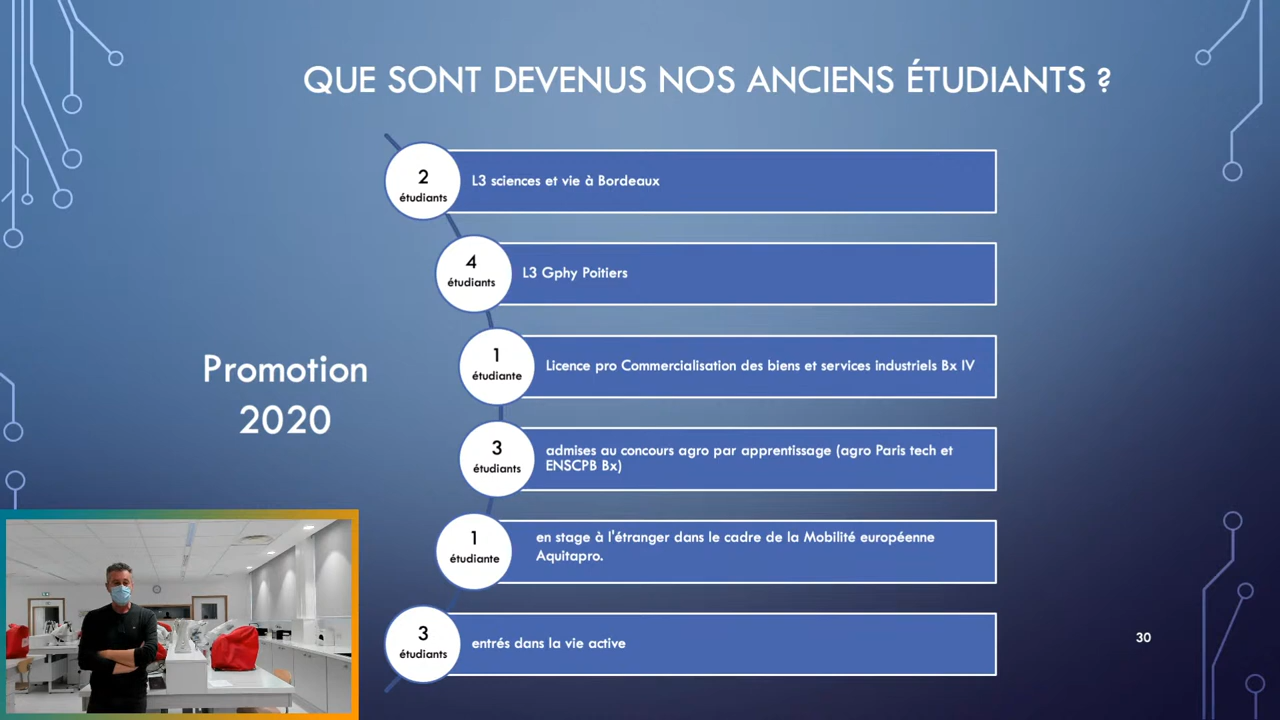 QUE SONT DEVENUS NOS ANCIENS ÉTUDIANTS ?
2
étudiants
L3 sciences et vie à Bordeaux
4
étudiants
L3 Gphy Poitiers
1
étudiante
Licence pro Commercialisation des biens et services industriels Bx IV
Promotion
2020
3
étudiants
admises au concours agro par apprentissage (agro Paris tech et
ENSCPB Bx)
1
étudiante
en stage à l'étranger dans le cadre de la Mobilité européenne
Aquitapro.
3
étudiants
entrés dans la vie active
30